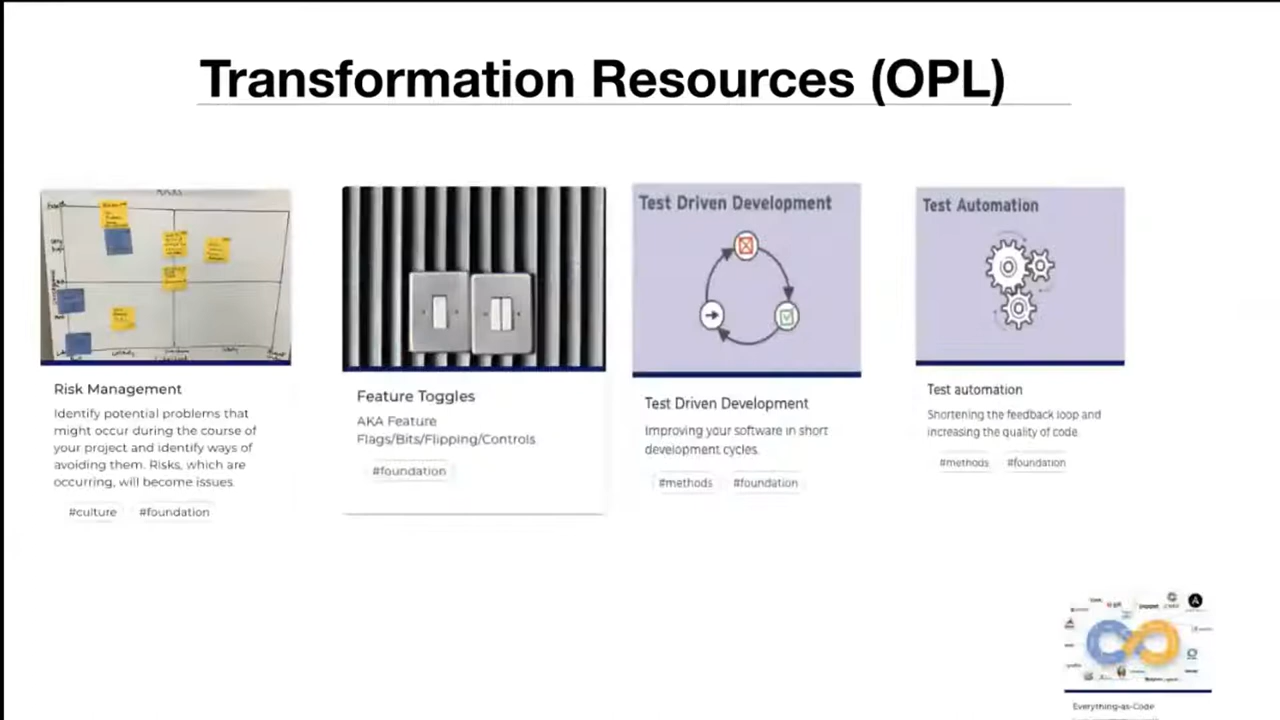 Transformation Resources (OPL)
Risk Management
Identify potential problems that
might occur during the course of
your project and identify ways of
avoiding them. Risks, which are
occurring, will become issues.
#culture
#foundation
Feature Toggles
AKA Feature
Flags/Bits/Flipping/Controls
#foundation
Test Driven Development
Test Driven Development
Improving your software in short
development cycles.
#methods
#foundation
Test Automation
Test automation
Shortening the feedback loop and
increasing the quality of code
#methods
#foundation
Everything-as-Code